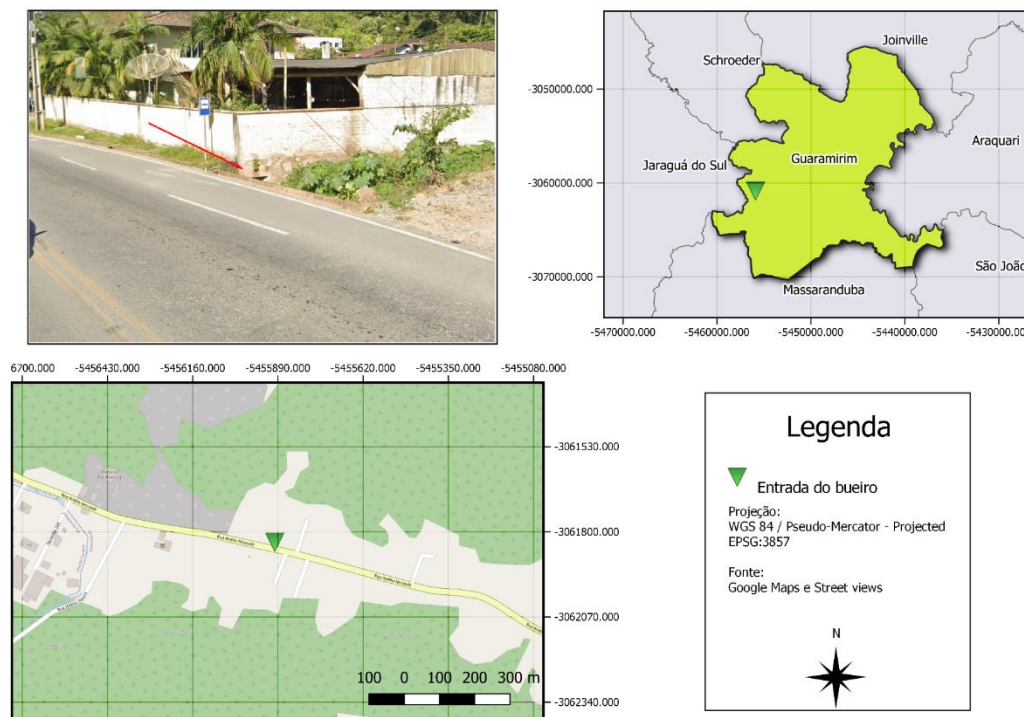 Joinville
Schroeder
-3050000.000
Araquari
Guaramirim
Jaraguá do Sul
-3060000.000
São João
-3070000.000
Massaranduba
-5470000.000 -5460000.000 -5450000.000 -5440000.000 -5430000.000
6700.000 -5456430.000 -5456160.000 -5455890.000 -5455620.000 -5455350.000 -5455080.000
-3061530.000
-3061800.000
-3062070.000
-3062340.000
100 0 100 200 300 m
Legenda
Entrada do bueiro
Projeção:
WGS 84 / Pseudo-Mercator - Projected
EPSG:3857
Fonte:
Google Maps e Street views
N